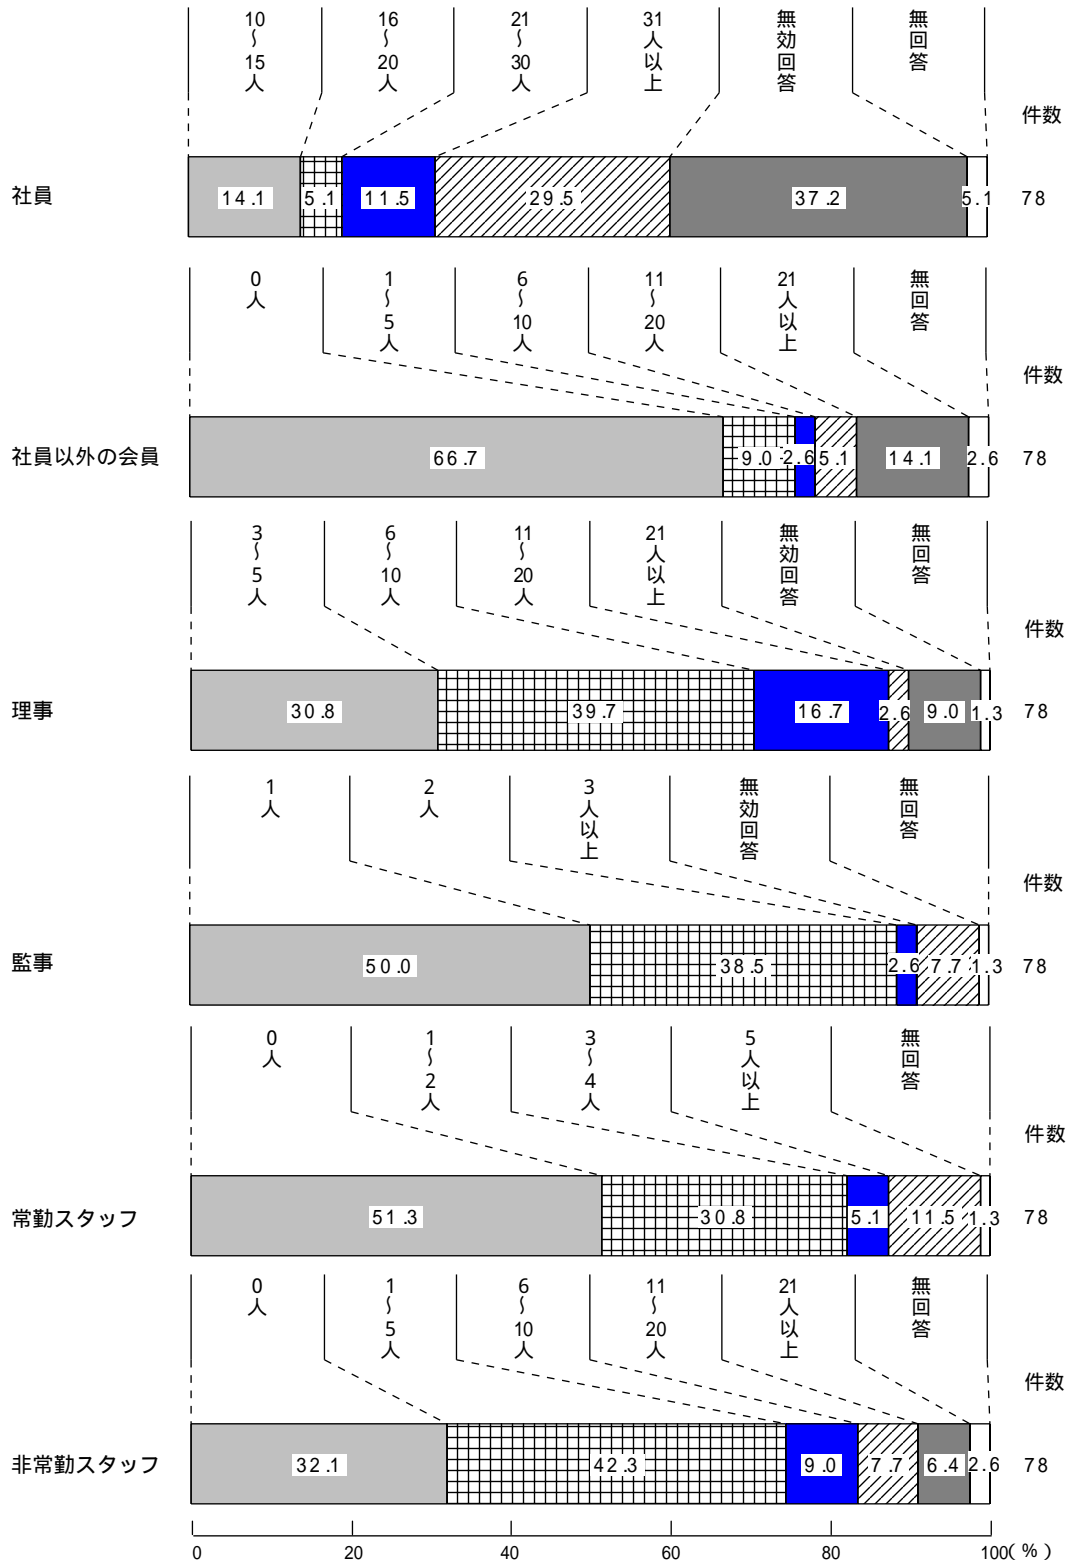 10～15人 16～20人 21～30人 31人以上 無効回答 無回答
件数
社員 14.1 5.1 11.5 29.5 37.2 5.1 78
0人 1～5人 6～10人 11～20人 21人以上 無回答
件数
社員以外の会員 66.7 9.0 2.6 5.1 14.1 2.6 78
3～5人 6～10人 11～20人 21人以上 無効回答 無回答
件数
理事 30.8 39.7 16.7 2.6 9.0 1.3 78
1人 2人 3人以上 無効回答 無回答
件数
監事 50.0 38.5 2.6 7.7 1.3 78
0人 1～2人 3～4人 5人以上 無回答
件数
常勤スタッフ 51.3 30.8 5.1 11.5 1.3 78
0人 1～5人 6～10人 11～20人 21人以上 無回答
件数
非常勤スタッフ 32.1 42.3 9.0 7.7 6.4 2.6 78
0 20 40 60 80 100(%)